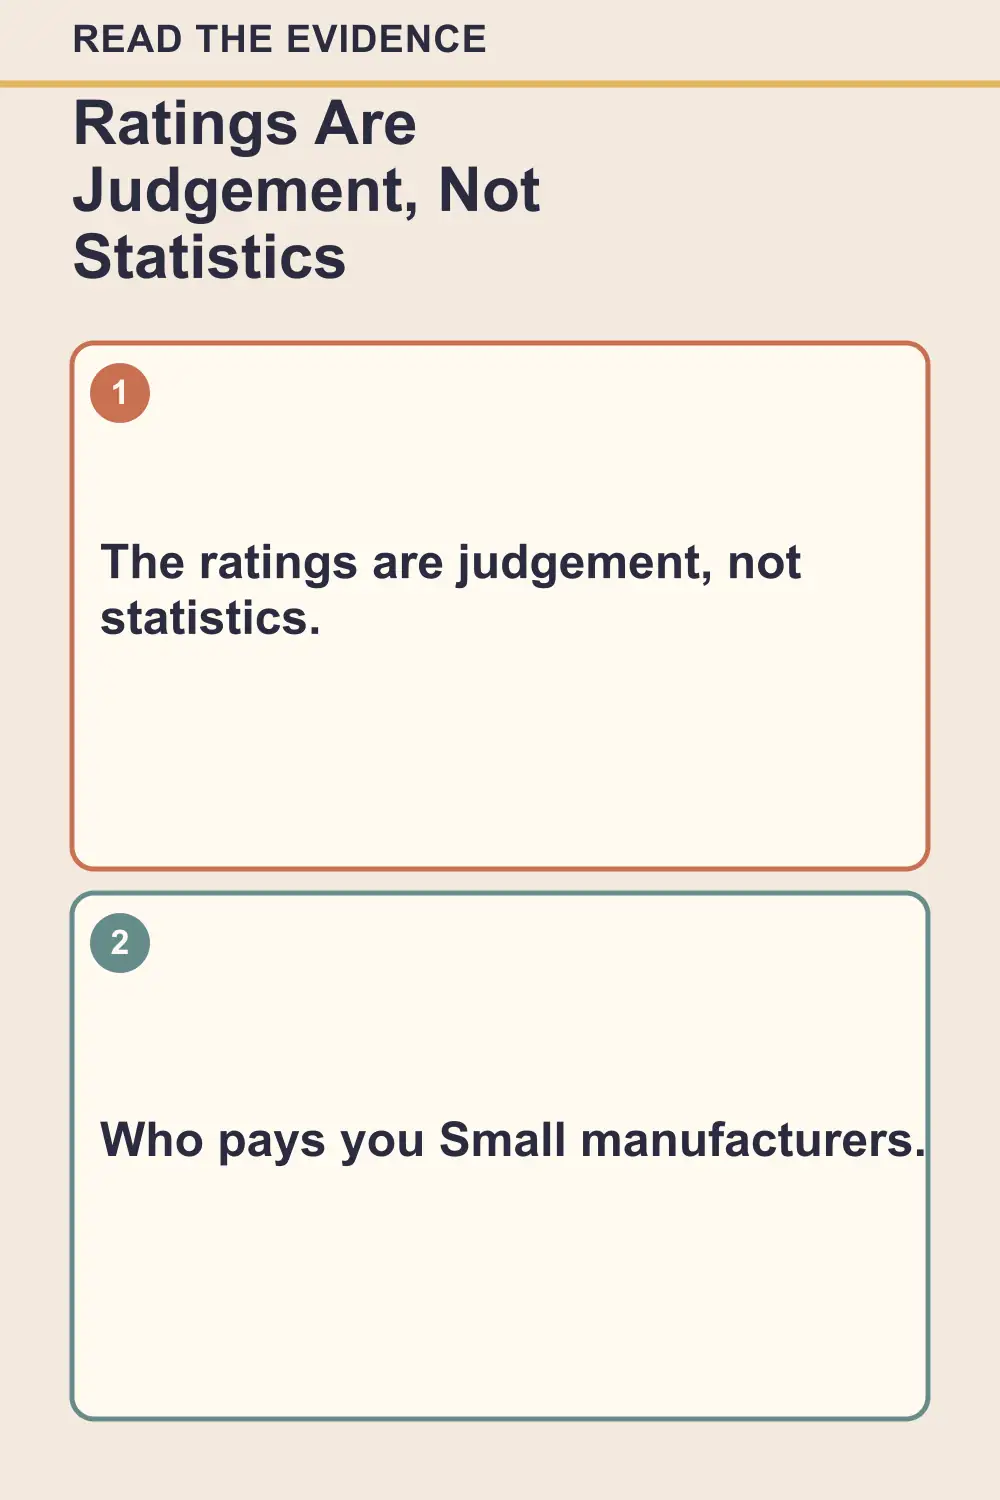 READ THE EVIDENCE
Ratings Are
Judgement, Not
Statistics
1
The ratings are judgement, not
statistics.
2
Who pays you Small manufacturers.